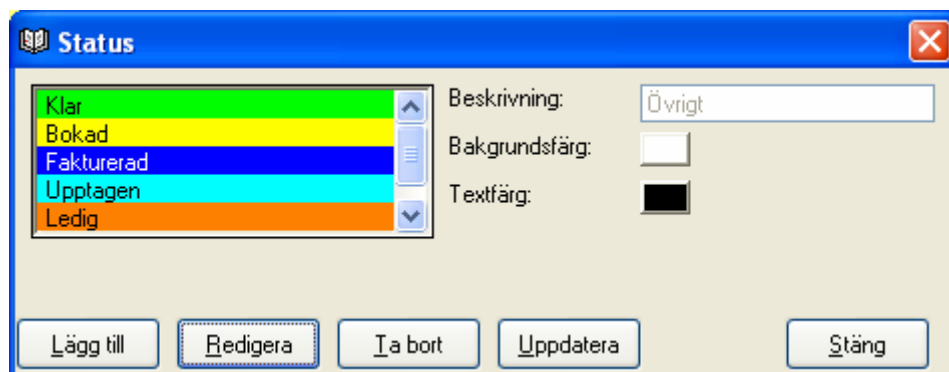 Status
Klar
Bokad
Fakturerad
Upptagen
Ledig
Beskrivning:
Övrigt
Bakgrundsfärg:
Textfärg:
Lägg till
Redigera
Ta bort
Uppdatera
Stäng